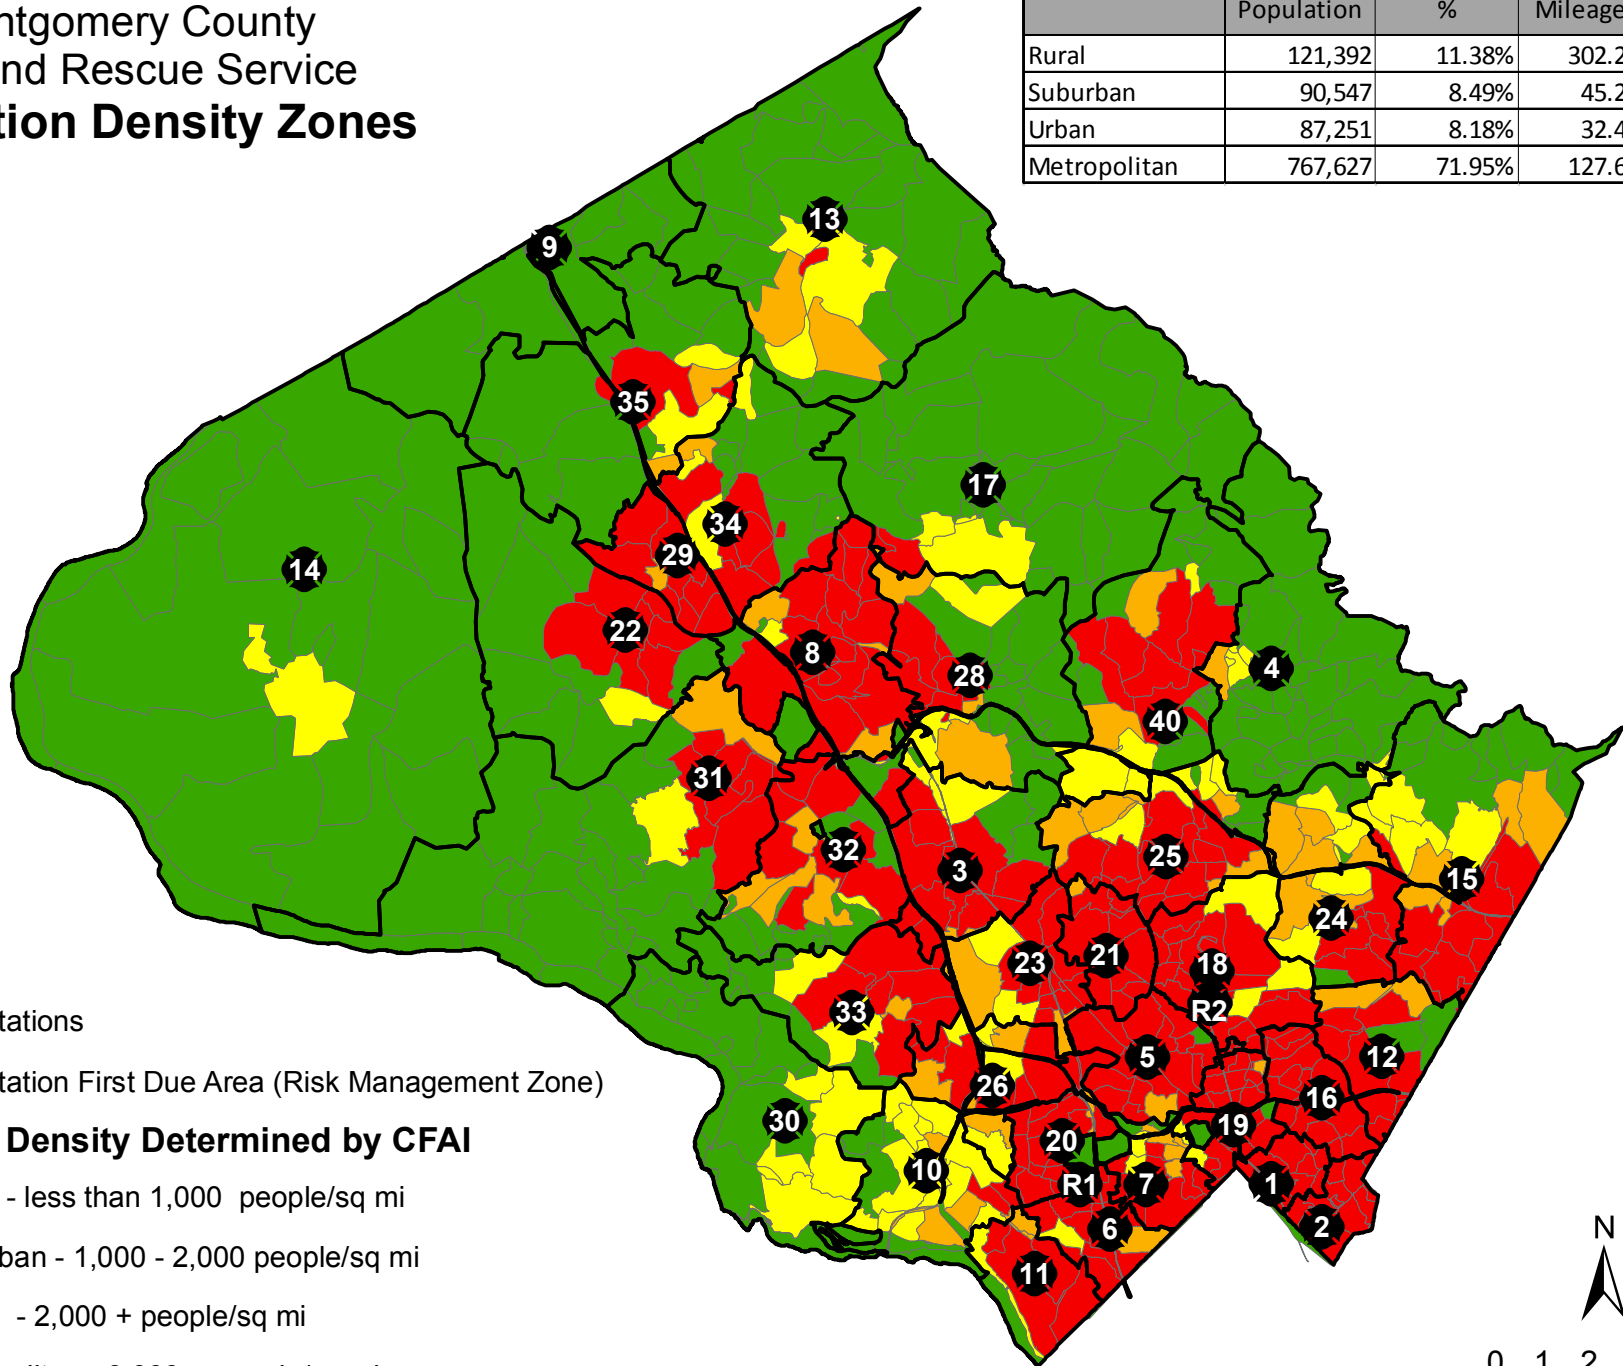 ntgomery County
nd Rescue Service
tion Density Zones
Population % Mileage
Rural 121,392 11.38% 302.2
Suburban 90,547 8.49% 45.2
Urban 87,251 8.18% 32.4
Metropolitan 767,627 71.95% 127.6
13
9
35
17
34
29
14
22
8
28
4
40
31
32
3
25
15
24
23
21
18
33
R2
5
12
26
16
30
19
20
10
R1
7
1
6
2
11
tations
tation First Due Area (Risk Management Zone)
Density Determined by CFAI
- less than 1,000 people/sq mi
ban - 1,000 - 2,000 people/sq mi
- 2,000 + people/sq mi
N
0 1 2